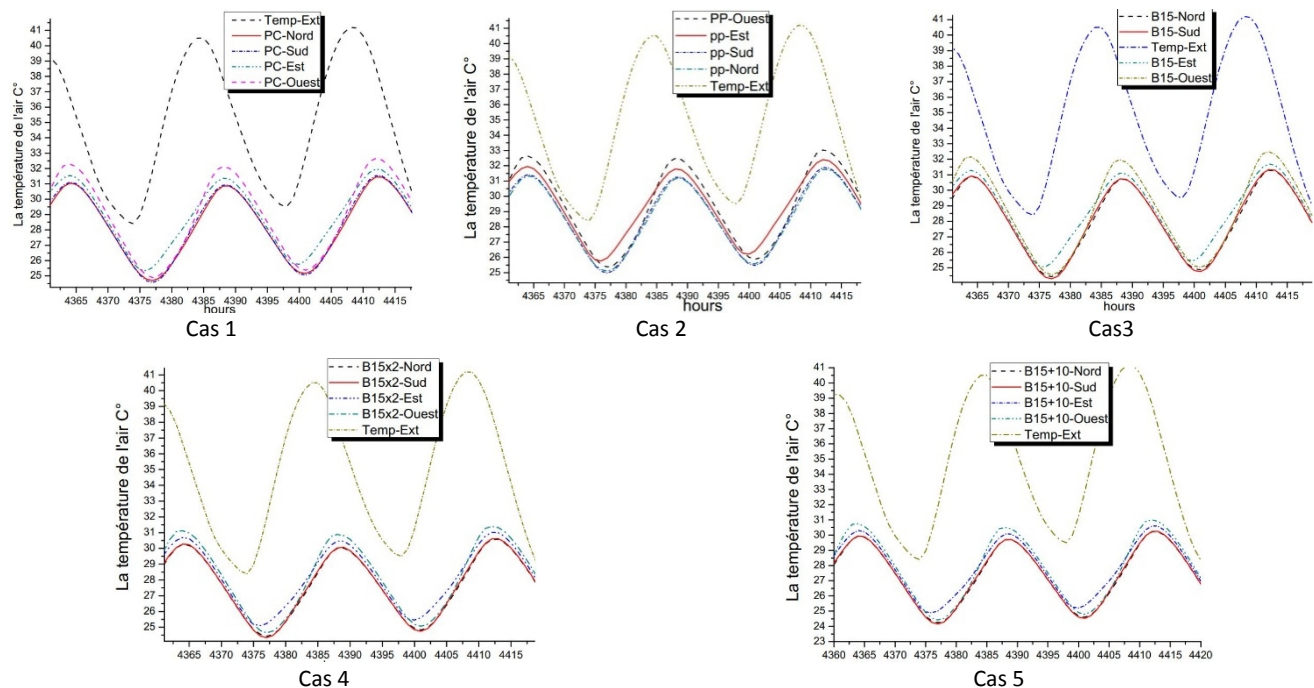 Temp-Ext
PC-Nord
PC-Sud
PC-Est
PC-Ouest
La température de l'air C°
41
40
39
38
37
36
35
34
33
32
31
30
29
28
27
26
25
4365 4370 4375 4380 4385 4390 4395 4400 4405 4410 4415
hours
Cas 1
PP-Ouest
pp-Est
pp-Sud
pp-Nord
Temp-Ext
La température de l'air C°
41
40
39
38
37
36
35
34
33
32
31
30
29
28
27
26
25
4365 4370 4375 4380 4385 4390 4395 4400 4405 4410 4415
hours
Cas 2
B15-Nord
B15-Sud
Temp-Ext
B15-Est
B15-Ouest
La température de l'air C°
41
40
39
38
37
36
35
34
33
32
31
30
29
28
27
26
25
4365 4370 4375 4380 4385 4390 4395 4400 4405 4410 4415
hours
Cas3
B15x2-Nord
B15x2-Sud
B15x2-Est
B15x2-Ouest
Temp-Ext
La température de l'air C°
41
40
39
38
37
36
35
34
33
32
31
30
29
28
27
26
25
4365 4370 4375 4380 4385 4390 4395 4400 4405 4410 4415
Cas 4
B15+10-Nord
B15+10-Sud
B15+10-Est
B15+10-Ouest
Temp-Ext
La température de l'air C°
41
40
39
38
37
36
35
34
33
32
31
30
29
28
27
26
25
24
23
4360 4365 4370 4375 4380 4385 4390 4395 4400 4405 4410 4415 4420
Cas 5